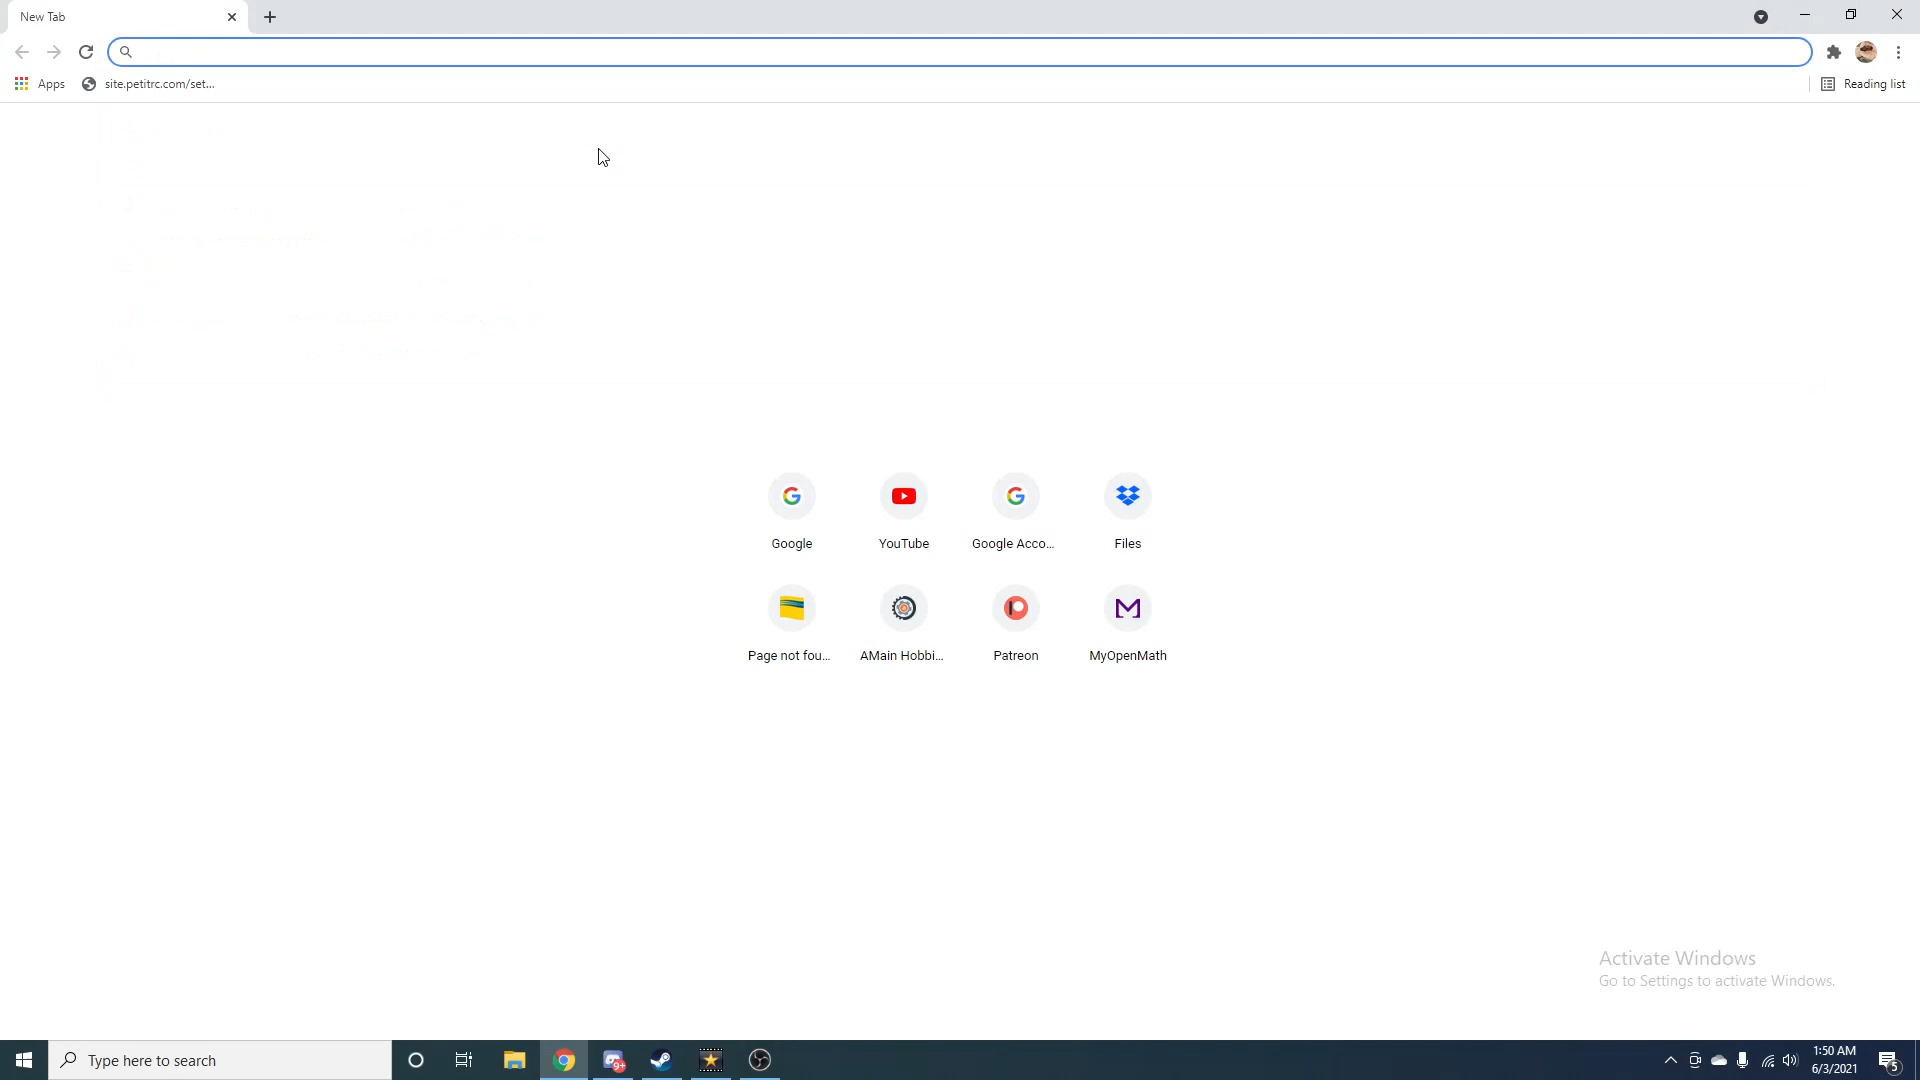 New Tab
Apps
site.petitrc.com/set...
Reading list
Google
YouTube
Google Acco...
Files
Page not fou...
AMain Hobbi...
Patreon
MyOpenMath
Activate Windows
Go to Settings to activate Windows.
Type here to search
9+
1:50 AM
6/3/2021
5